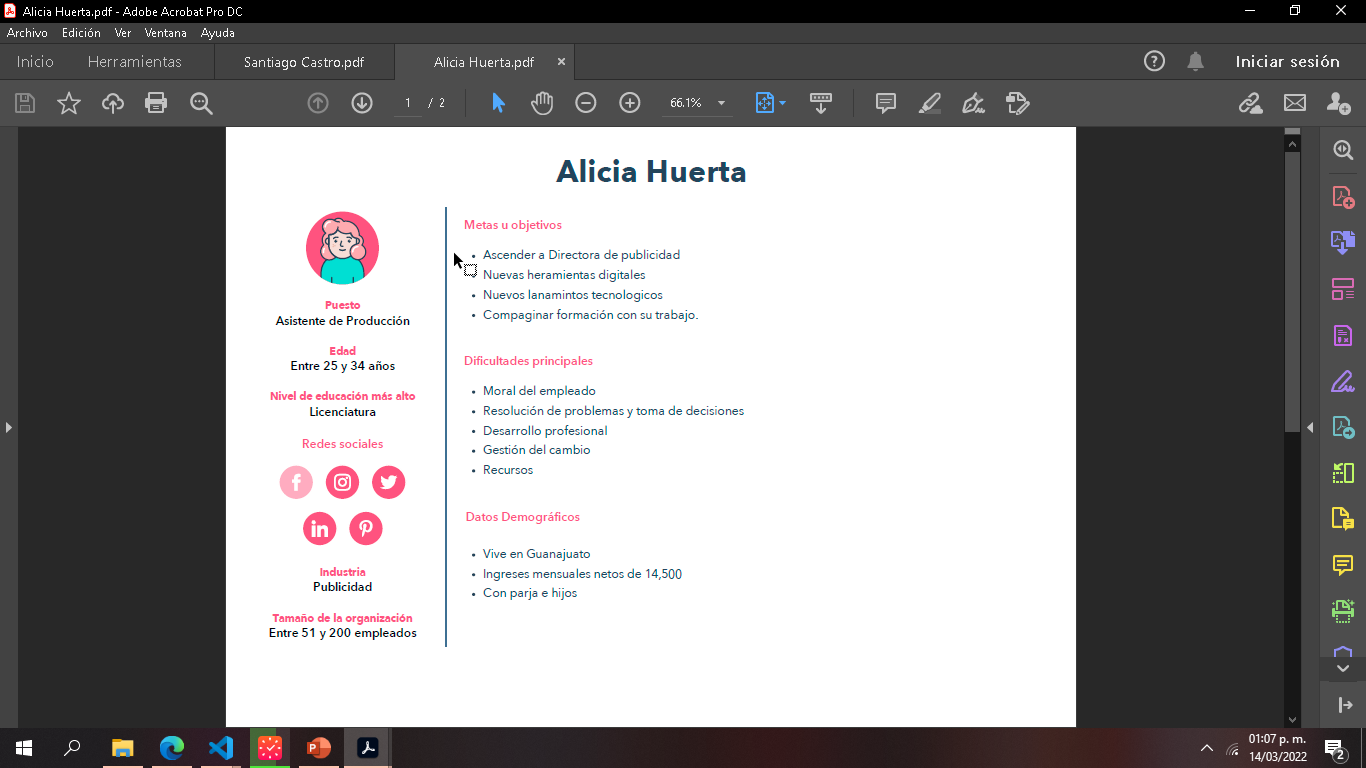 Alicia Huerta.pdf - Adobe Acrobat Pro DC
Archivo Edición Ver Ventana Ayuda
Inicio Herramientas Santiago Castro.pdf Alicia Huerta.pdf × Iniciar sesión
1 / 2 66.1%
Alicia Huerta
Puesto
Asistente de Producción
Edad
Entre 25 y 34 años
Nivel de educación más alto
Licenciatura
Redes sociales
Industria
Publicidad
Tamaño de la organización
Entre 51 y 200 empleados
Metas u objetivos
• Ascender a Directora de publicidad
Nuevas heramientas digitales
• Nuevos lanamintos tecnologicos
• Compaginar formación con su trabajo.
Dificultades principales
• Moral del empleado
• Resolución de problemas y toma de decisiones
• Desarrollo profesional
• Gestión del cambio
• Recursos
Datos Demográficos
• Vive en Guanajuato
• Ingreses mensuales netos de 14,500
• Con parja e hijos
01:07 p. m.
14/03/2022
2